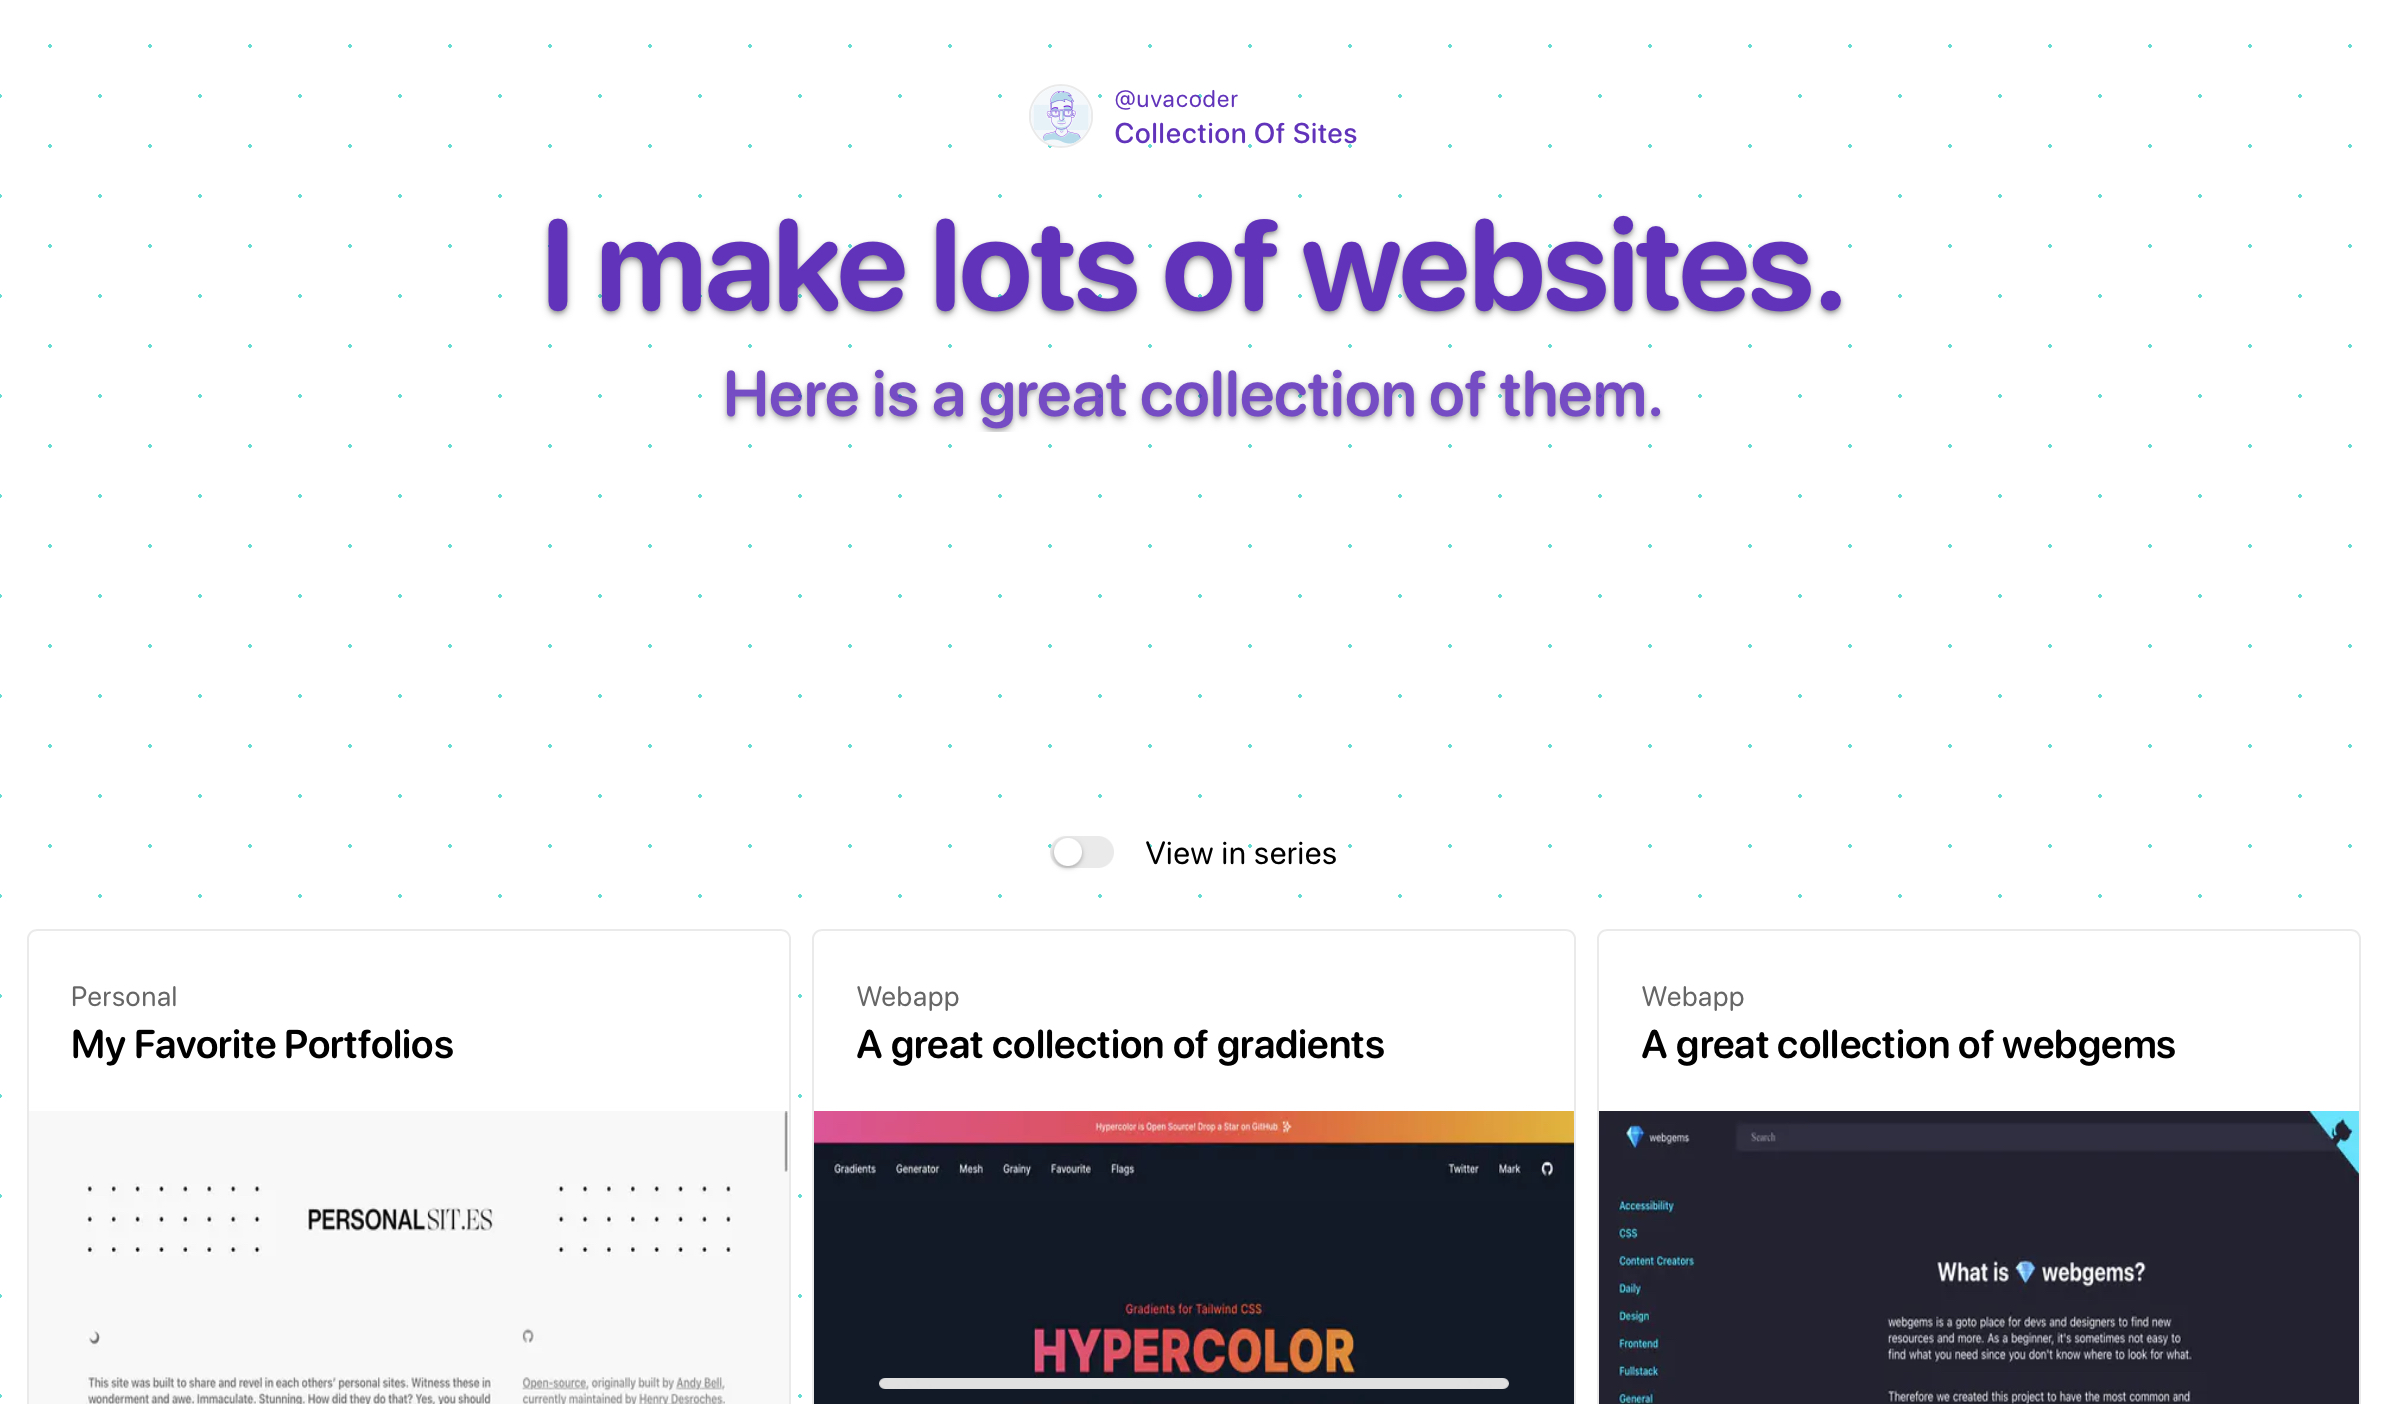 @uvacoder
Collection Of Sites
I make lots of websites.
Here is a great collection of them.
View in series
Personal
My Favorite Portfolios
PERSONAL SIT.ES
This site was built to share and revel in each others' personal sites. Witness these in
wonderment and awe. Immaculate. Stunning. How did they do that? Yes, you should
Open-source, originally built by Andy Bell,
currently maintained by Henry Desroches.
Webapp
A great collection of gradients
Hypercolor is Open Source! Drop a Star on GitHub
Gradients Generator Mesh Grainy Favourite Flags Twitter Mark
Gradients for Tailwind CSS
HYPERCOLOR
Webapp
A great collection of webgems
webgems
Search
Accessibility
CSS
Content Creators
Daily
Design
Frontend
Fullstack
General
What is 💎 webgems?
webgems is a goto place for devs and designers to find new
resources and more. As a beginner, it's sometimes not easy to
find what you need since you don't know where to look for what.
Therefore we created this project to have the most common and